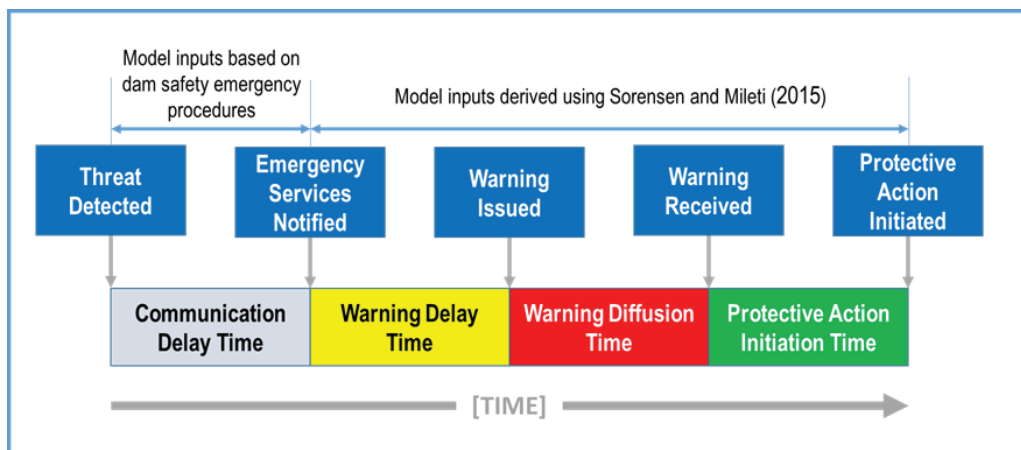 Model inputs based on
dam safety emergency
procedures
Model inputs derived using Sorensen and Mileti (2015)
Threat
Detected
Emergency
Services
Notified
Warning
Issued
Warning
Received
Protective
Action
Initiated
Communication
Delay Time
Warning Delay
Time
Warning Diffusion
Time
Protective Action
Initiation Time
[TIME]